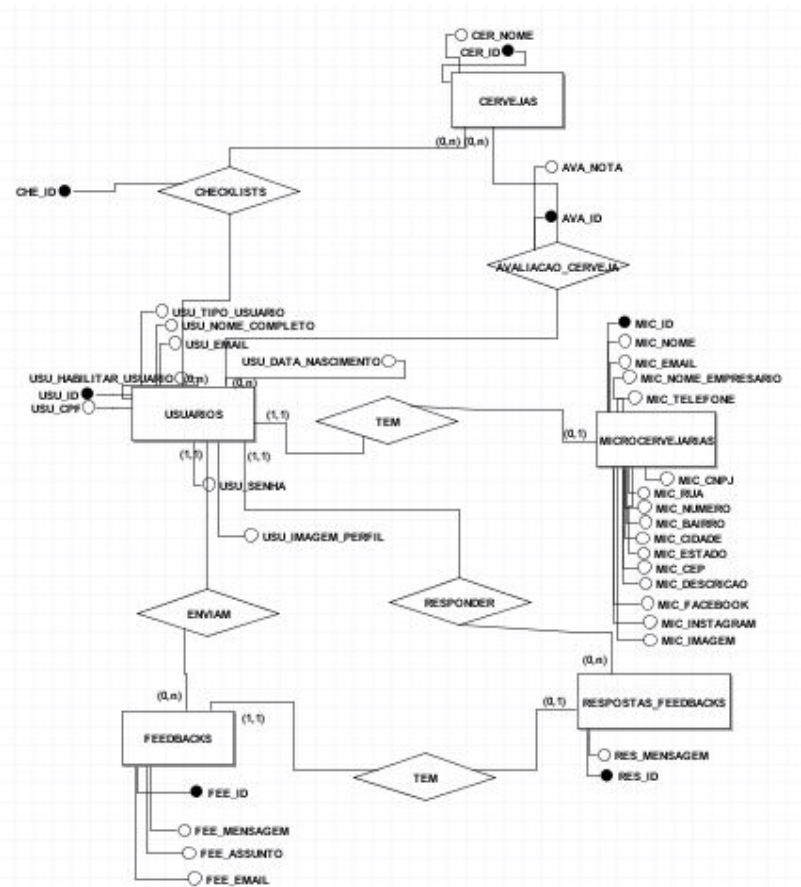 CER_NOME
CER_ID
CERVEJAS
(0,n) (0,n)
CHE_ID
CHECKLISTS
AVA_NOTA
AVA_ID
AVALIACAO_CERVEJA
USU_TIPO_USUARIO
USU_NOME_COMPLETO
USU_EMAIL
USU_DATA_NASCIMENTO
USU_HABILITAR_USUARIO
(0,n)
(0,n)
USU_ID
USU_CPF
USUARIOS
(1,1)
TEM
(0,1)
MIC_ID
MIC_NOME
MIC_EMAIL
MIC_NOME_EMPRESARIO
MIC_TELEFONE
MICROCERVEJARIAS
(1,1)
(1,1)
USU_SENHA
USU_IMAGEM_PERFIL
MIC_CNPJ
MIC_RUA
MIC_NUMERO
MIC_BAIRRO
MIC_CIDADE
MIC_ESTADO
MIC_CEP
MIC_DESCRICAO
MIC_FACEBOOK
MIC_INSTAGRAM
MIC_IMAGEM
ENVIAM
RESPONDER
(0,n)
(0,n)
(1,1)
(0,1)
RESPOSTAS_FEEDBACKS
FEEDBACKS
TEM
RES_MENSAGEM
RES_ID
FEE_ID
FEE_MENSAGEM
FEE_ASSUNTO
FEE_EMAIL